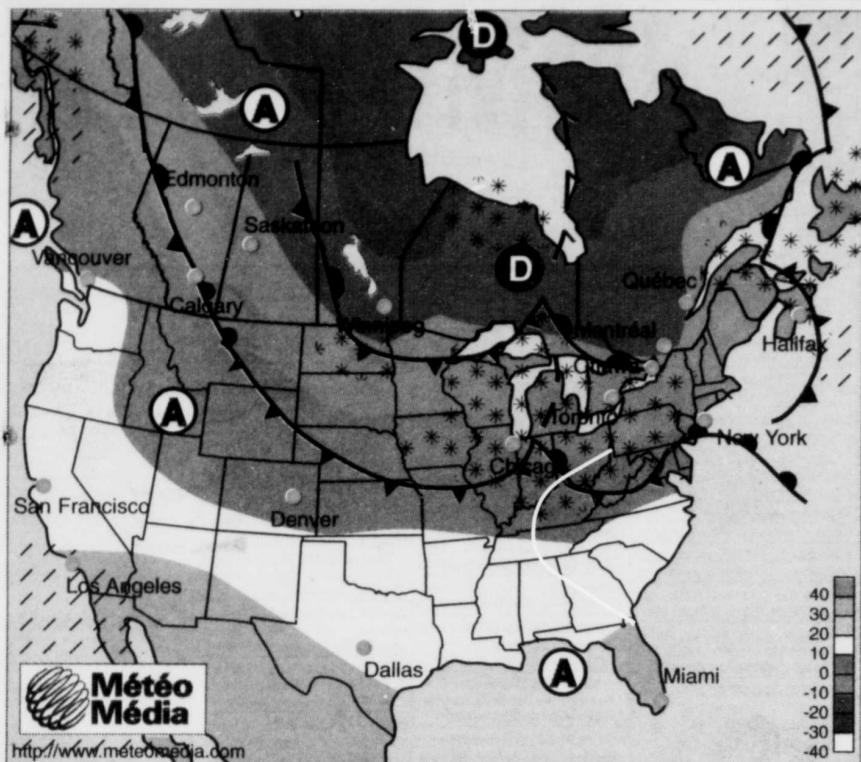 D
A
A
Edmonton
A
Saskatoon
D
Vancouver
Québec
Calgary
Winnipeg
Montréal
Halifax
Ottawa
A
Toronto
New York
Chicago
San Francisco
Denver
Los Angeles
40
30
20
10
0
-10
-20
-30
-40
Dallas
A
Miami
Météo
Média
http://www.meteomedia.com